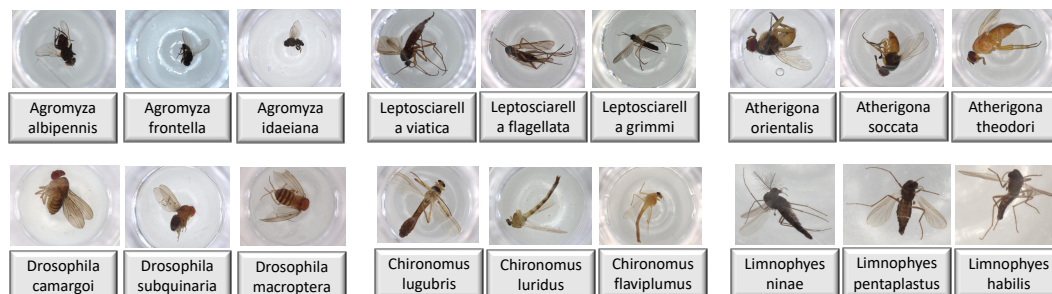 Agromyza
albipennis
Agromyza
frontella
Agromyza
idaeiana
Leptosciarell
a viatica
Leptosciarell
a flagellata
Leptosciarell
a grimmi
Atherigona
orientalis
Atherigona
soccata
Atherigona
theodori
Drosophila
camargoi
Drosophila
subquinaria
Drosophila
macroptera
Chironomus
lugubris
Chironomus
luridus
Chironomus
flaviplumus
Limnophyes
ninae
Limnophyes
pentaplastus
Limnophyes
habilis